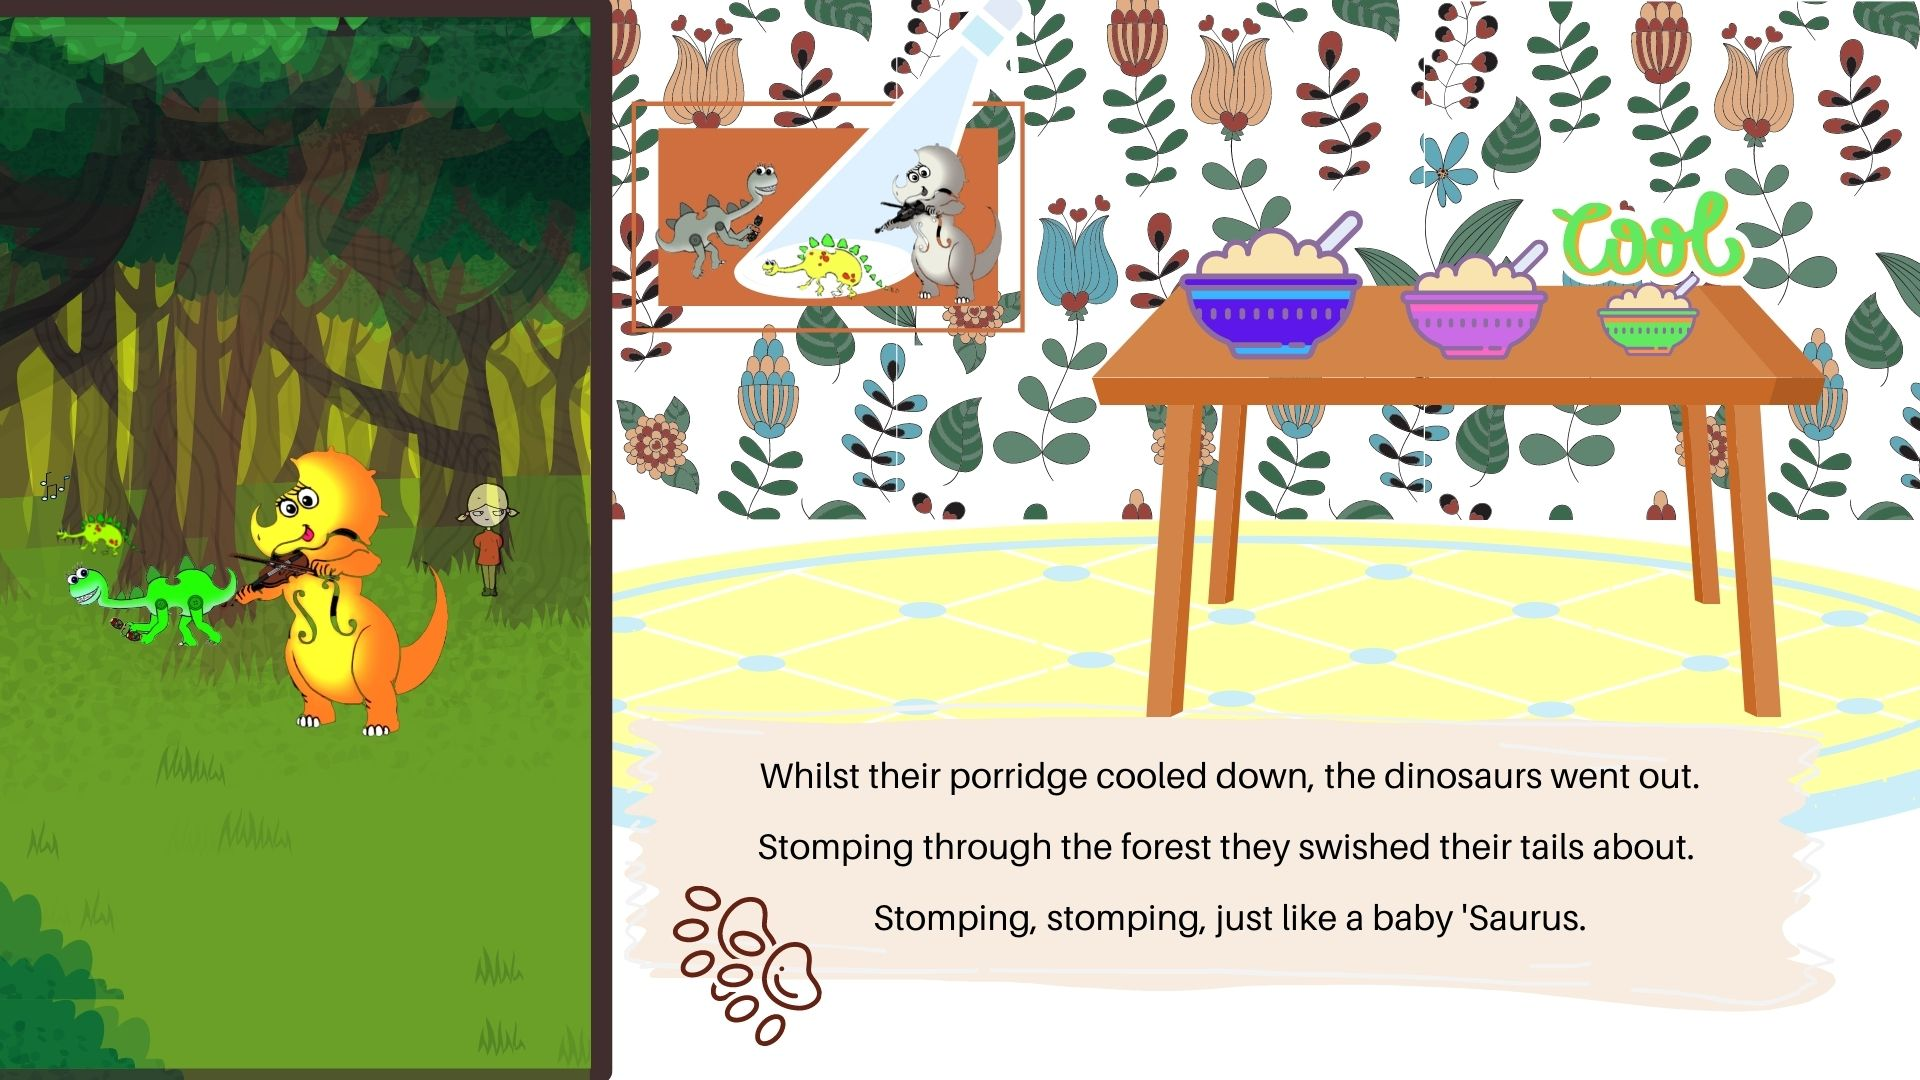 cool
Whilst their porridge cooled down, the dinosaurs went out.
Stomping through the forest they swished their tails about.
Stomping, stomping, just like a baby 'Saurus.